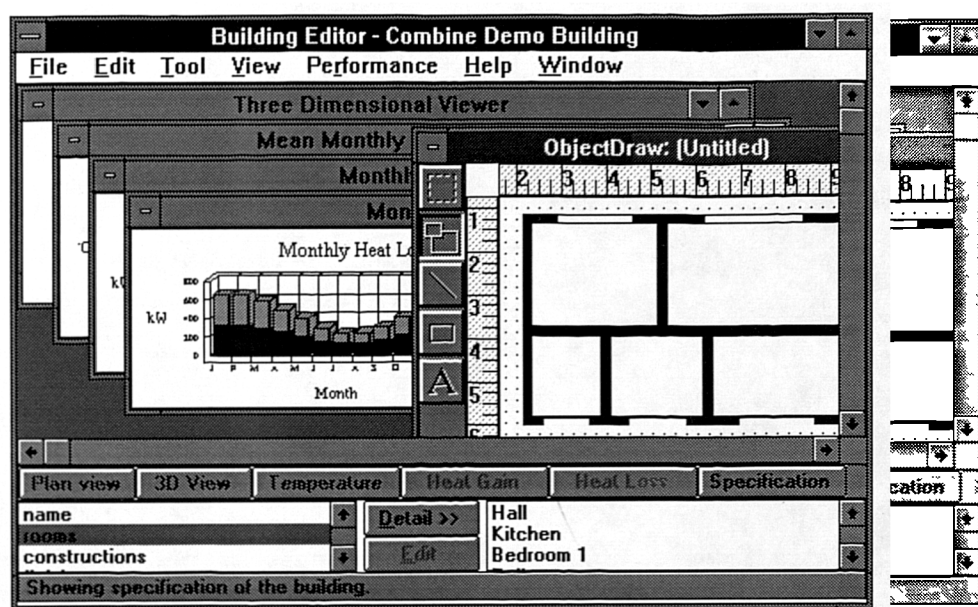 Building Editor - Combine Demo Building
File Edit Tool View Performance Help Window
Three Dimensional Viewer
Mean Monthly
Monthl
Mon
ObjectDraw: [Untitled]
2 3 4 5 6 7 8 9
1
2
3
4
5
6
A
Monthly Heat Lo
kW
J F M A M J J A S O
Month
Plan view 3D View Temperature Heat Gain Heat Loss Specification
name
rooms
constructions
Detail >>
Edit
Hall
Kitchen
Bedroom 1
Showing specification of the building.
8 9
cation